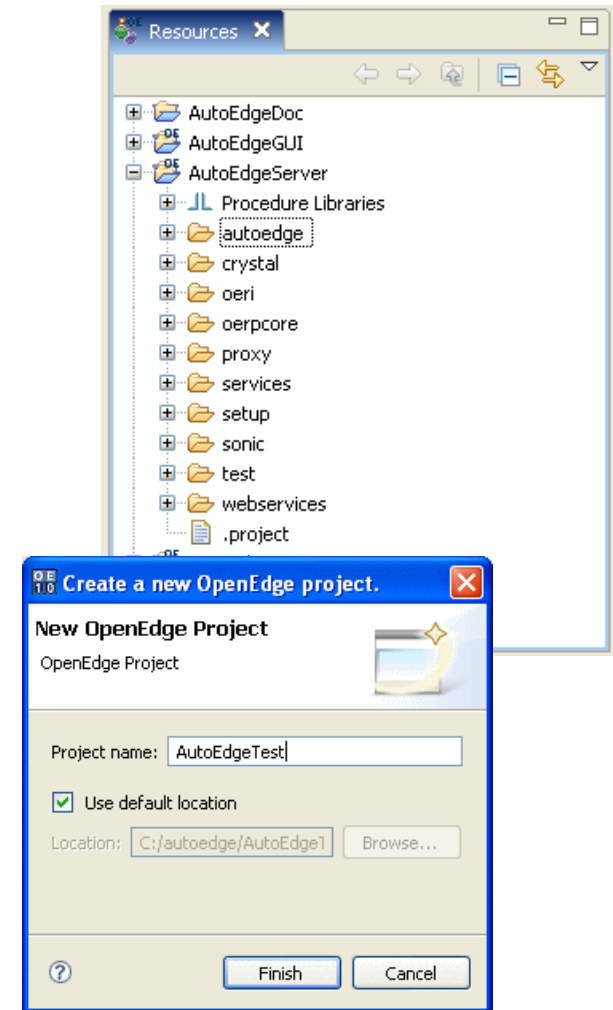 Resources
AutoEdgeDoc
AutoEdgeGUI
AutoEdgeServer
Procedure Libraries
autoedge
crystal
oeri
oerpcore
proxy
services
setup
sonic
test
webservices
.project
Create a new OpenEdge project.
New OpenEdge Project
OpenEdge Project
Project name: AutoEdgeTest
Use default location
Location: C:/autoedge/AutoEdgeT Browse...
? Finish Cancel